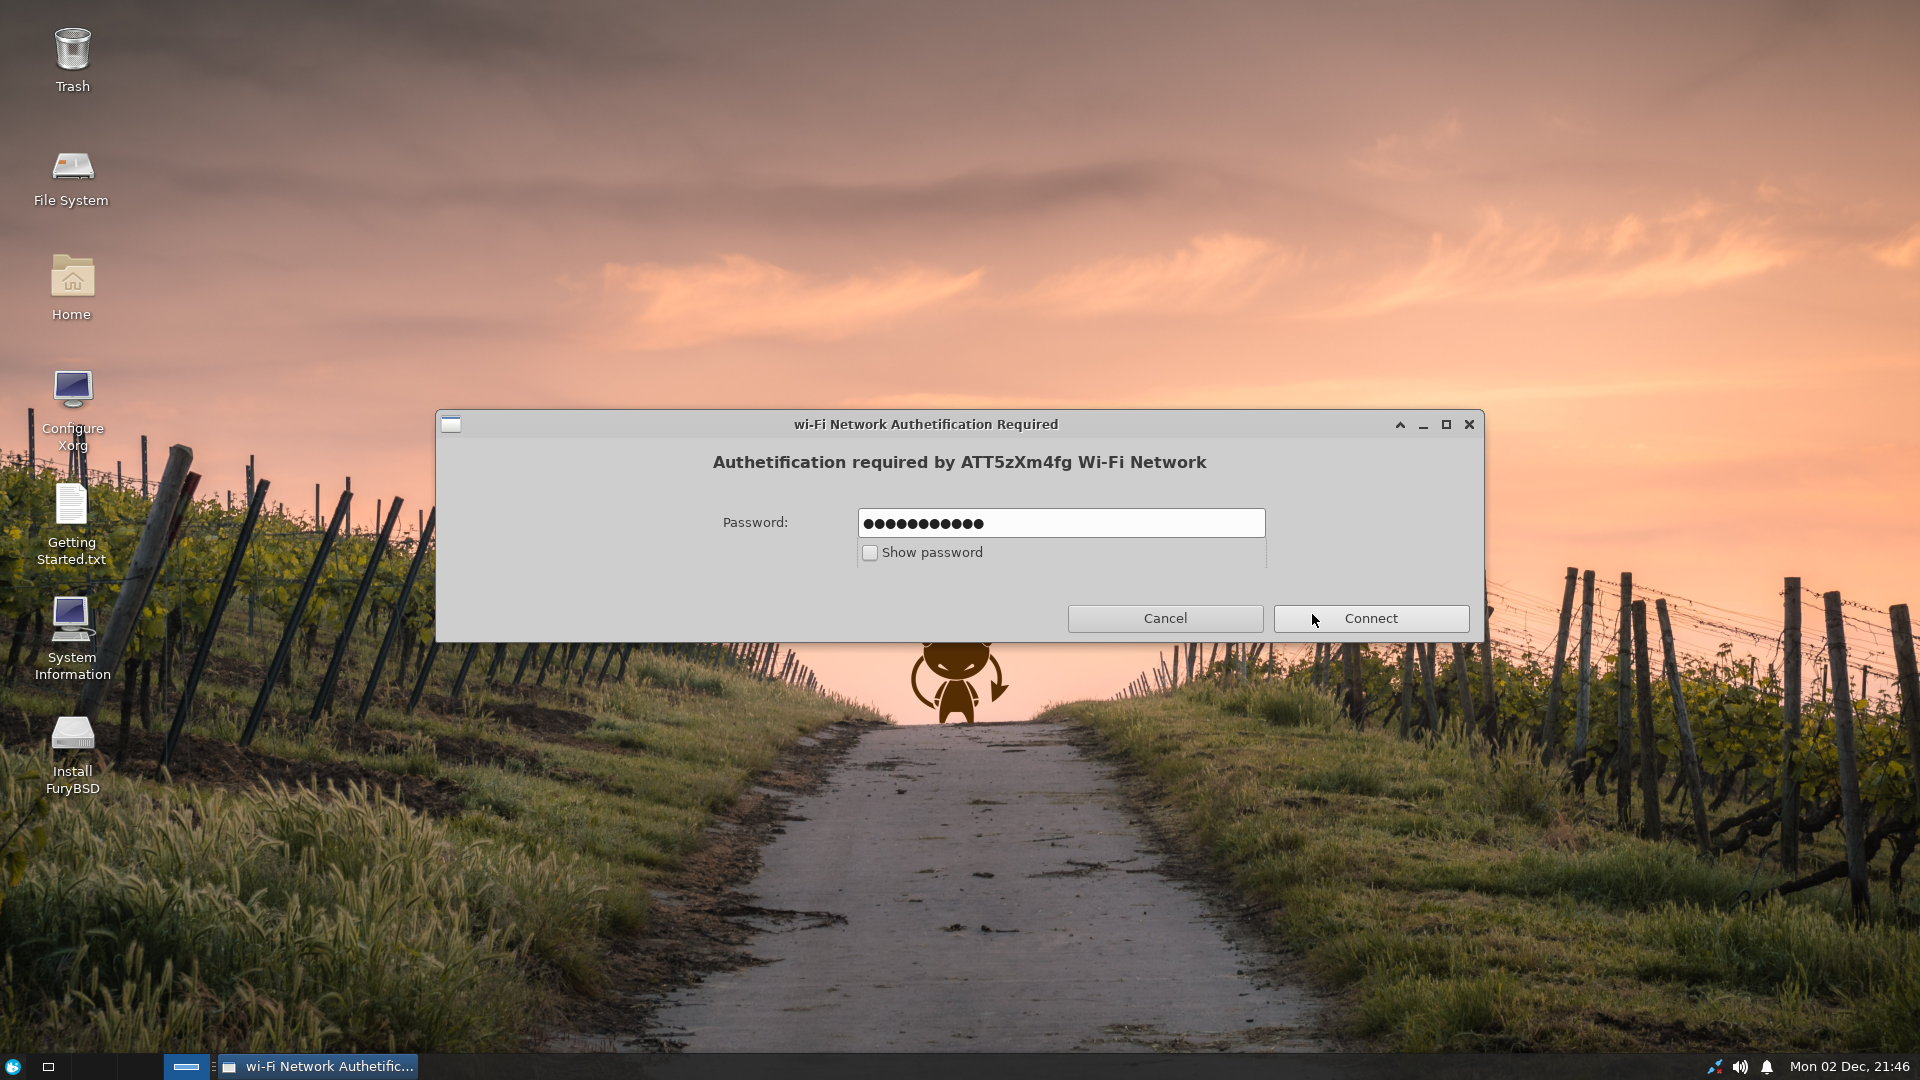 Trash
File System
Home
Configure
Xorg
Getting
Started.txt
System
Information
Install
FuryBSD
wi-Fi Network Authetification Required
Authetification required by ATT5zXm4fg Wi-Fi Network
Password:
Show password
Cancel
Connect
wi-Fi Network Authetific...
Mon 02 Dec, 21:46